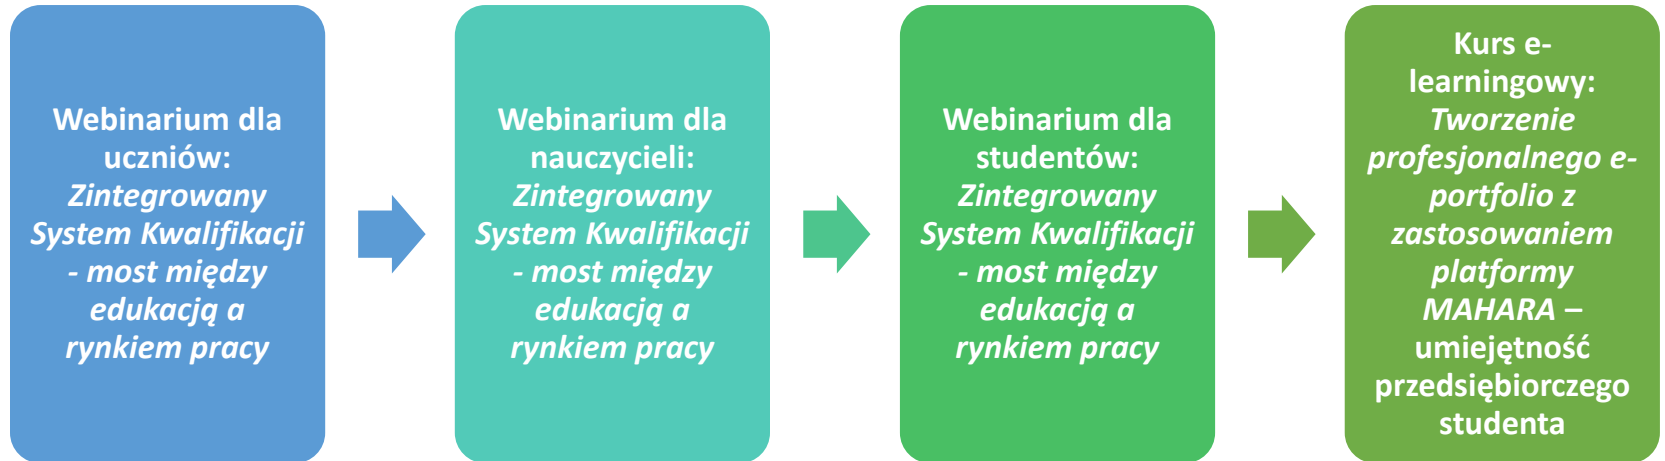 Webinarium dla
uczniów:
Zintegrowany
System Kwalifikacji
- most między
edukacją a
rynkiem pracy
Webinarium dla
nauczycieli:
Zintegrowany
System Kwalifikacji
- most między
edukacją a
rynkiem pracy
Webinarium dla
studentów:
Zintegrowany
System Kwalifikacji
- most między
edukacją a
rynkiem pracy
Kurs e-
learningowy:
Tworzenie
profesjonalnego e-
portfolio z
zastosowaniem
platformy
MAHARA –
umiejętność
przedsiębiorczego
studenta